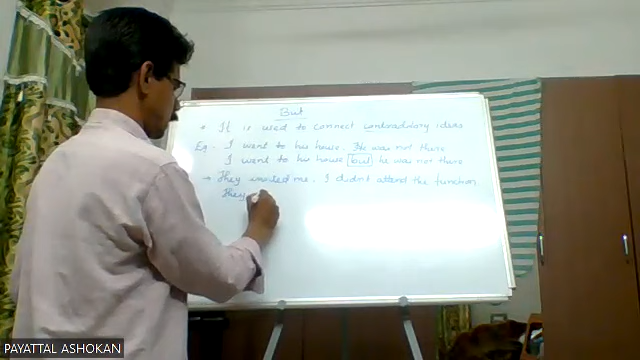 But
• It is used to connect contradictory ideas
Eg. I went to his house. He was not there
I went to his house but he was not there
→ They invited me. I didn't attend the function
They
PAYATTAL ASHOKAN